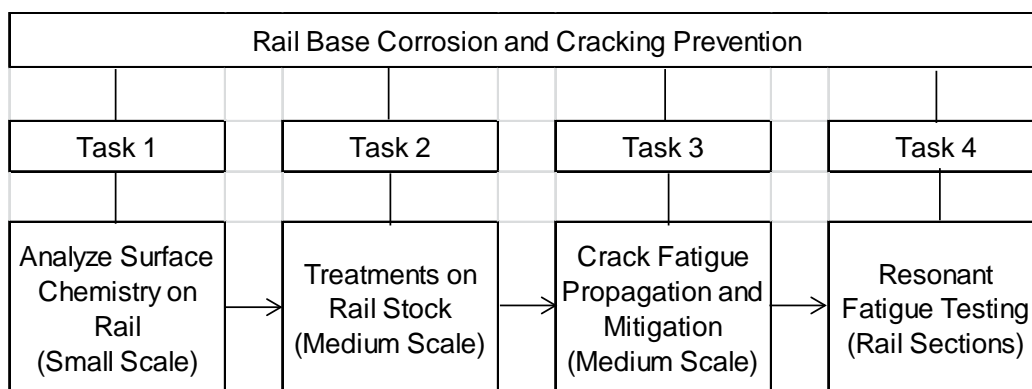 Rail Base Corrosion and Cracking Prevention
Task 1
Task 2
Task 3
Task 4
Analyze Surface
Chemistry on
Rail
(Small Scale)
Treatments on
Rail Stock
(Medium Scale)
Crack Fatigue
Propagation and
Mitigation
(Medium Scale)
Resonant
Fatigue Testing
(Rail Sections)